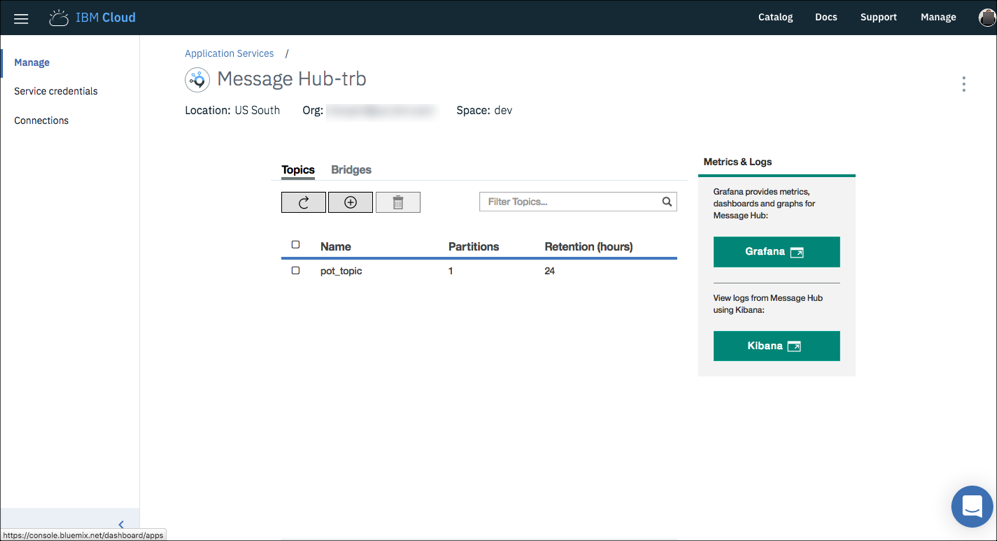 IBM Cloud Catalog Docs Support Manage
Manage
Service credentials
Connections
Application Services /
Message Hub-trb
Location: US South Org: Space: dev
Topics Bridges
Filter Topics...
Name Partitions Retention (hours)
pot_topic 1 24
Metrics & Logs
Grafana provides metrics,
dashboards and graphs for
Message Hub:
Grafana
View logs from Message Hub
using Kibana:
Kibana
https://console.bluemix.net/dashboard/apps